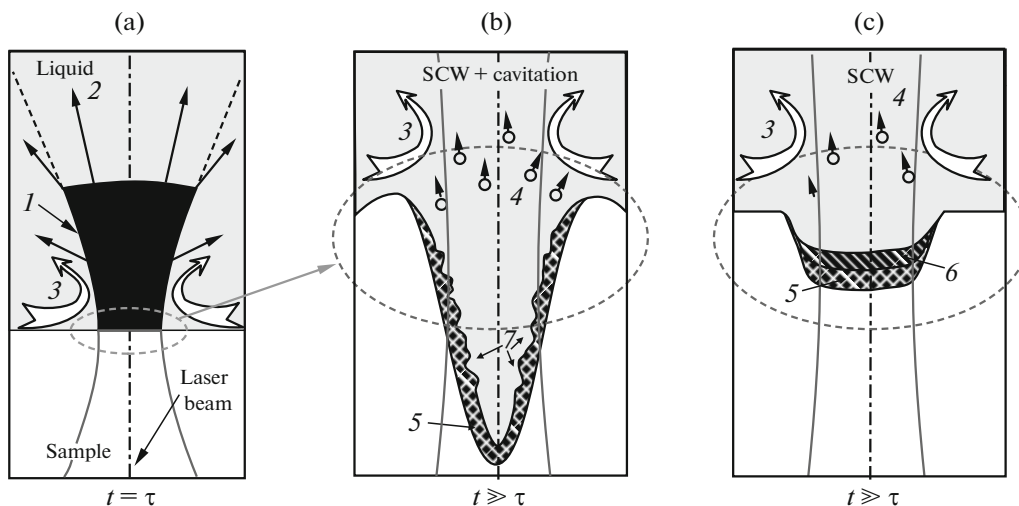 (a)
Liquid
2
1
3
Laser
beam
Sample
t = τ
(b)
SCW + cavitation
3
4
7
5
t ≫ τ
(c)
SCW
4
3
6
5
t ≫ τ